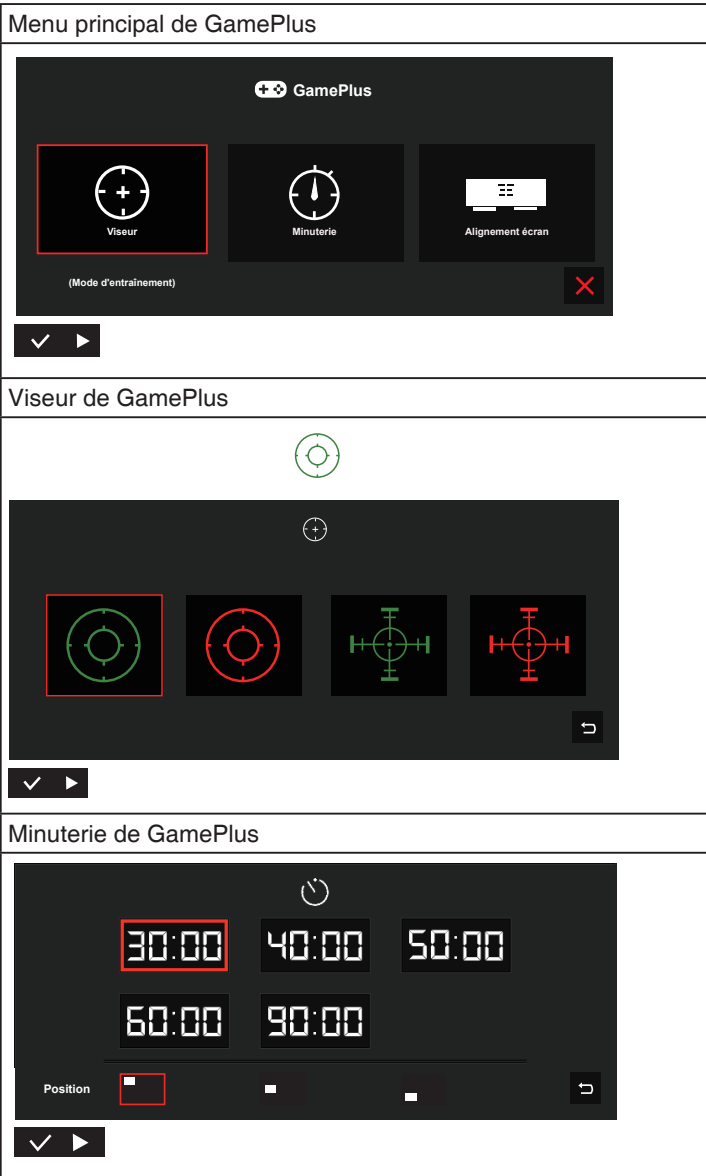 Menu principal de GamePlus
GamePlus
Viseur Minuterie Alignement écran
(Mode d'entraînement)
Viseur de GamePlus
Minuterie de GamePlus
30:00 40:00 50:00
60:00 90:00
Position